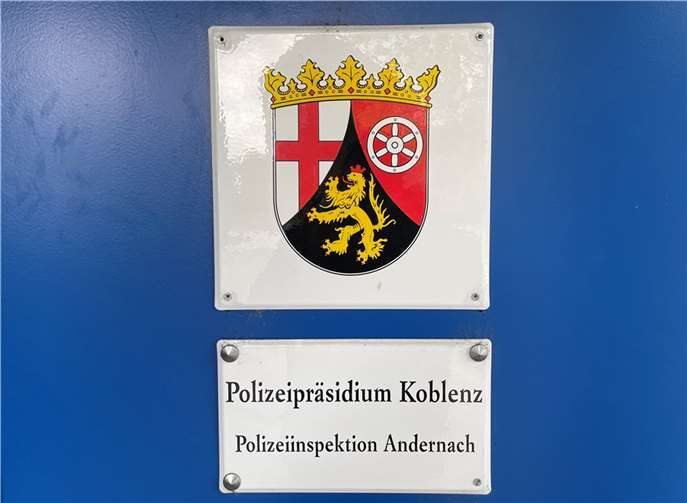 Polizeipräsidium Koblenz
Polizeiinspektion Andernach